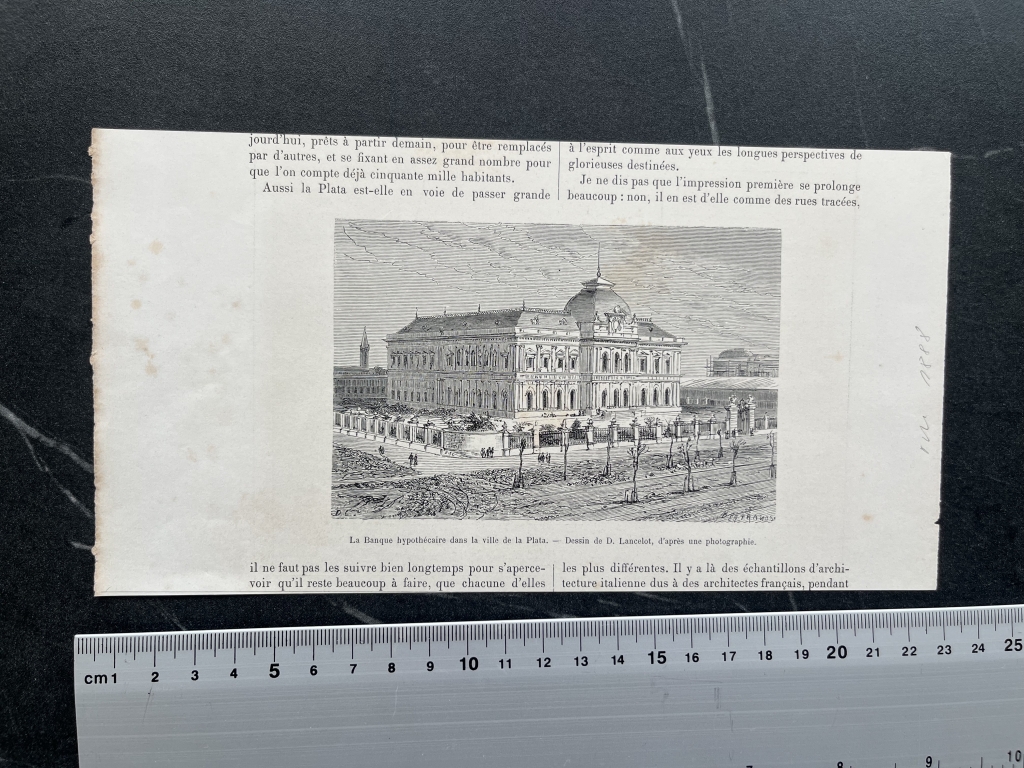 jourd'hui, prêts à partir demain, pour être remplacés
par d'autres, et se fixant en assez grand nombre pour
que l'on compte déjà cinquante mille habitants.
Aussi la Plata est-elle en voie de passer grande
à l'esprit comme aux yeux les longues perspectives de
glorieuses destinées.
Je ne dis pas que l'impression première se prolonge
beaucoup : non, il en est d'elle comme des rues tracées,
La Banque hypothécaire dans la ville de la Plata. — Dessin de D. Lancelot, d'après une photographie.
il ne faut pas les suivre bien longtemps pour s'aperce-
voir qu'il reste beaucoup à faire, que chacune d'elles
les plus différentes. Il y a là des échantillons d'archi-
tecture italienne dus à des architectes français, pendant
1888
cm 1 2 3 4 5 6 7 8 9 10 11 12 13 14 15 16 17 18 19 20 21 22 23 24 25
7 8 9 10